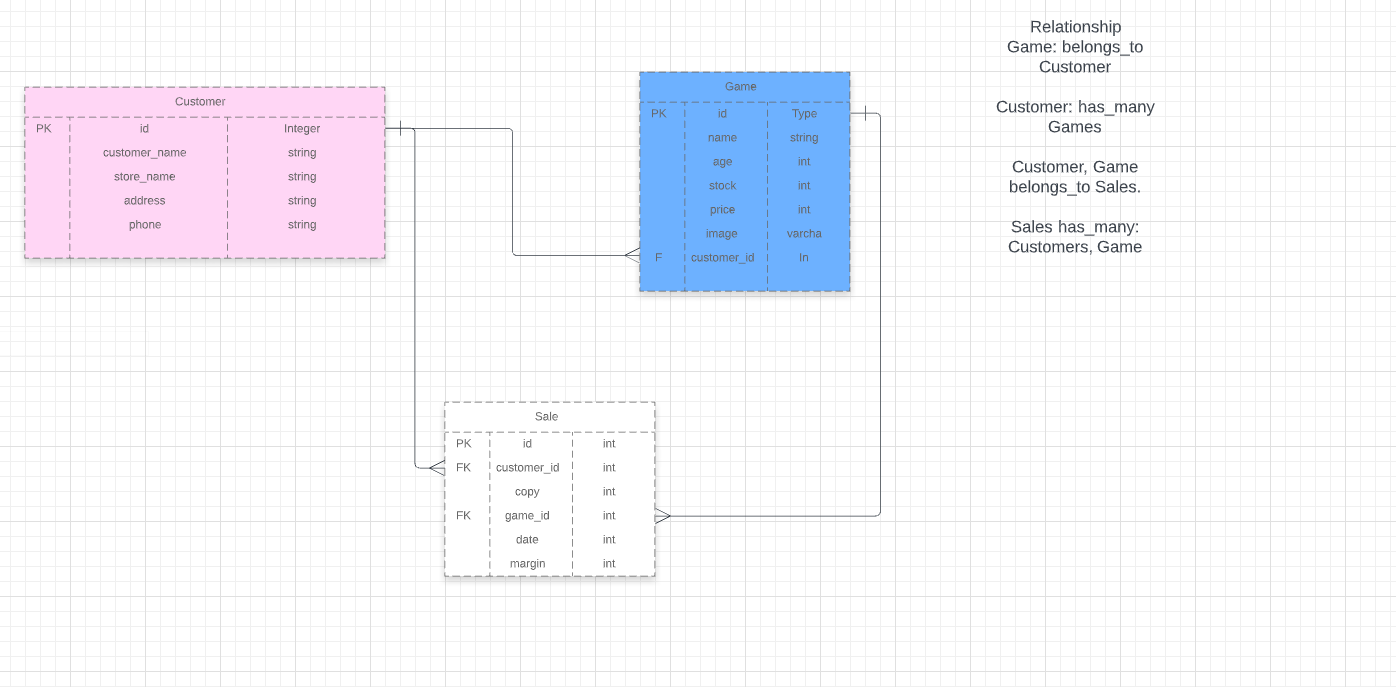 Relationship
Game: belongs_to
Customer
Customer: has_many
Games
Customer, Game
belongs_to Sales.
Sales has_many:
Customers, Game
Customer
PK id Integer
customer_name string
store_name string
address string
phone string
Game
PK id Type
name string
age int
stock int
price int
image varcha
F customer_id In
Sale
PK id int
FK customer_id int
copy int
FK game_id int
date int
margin int